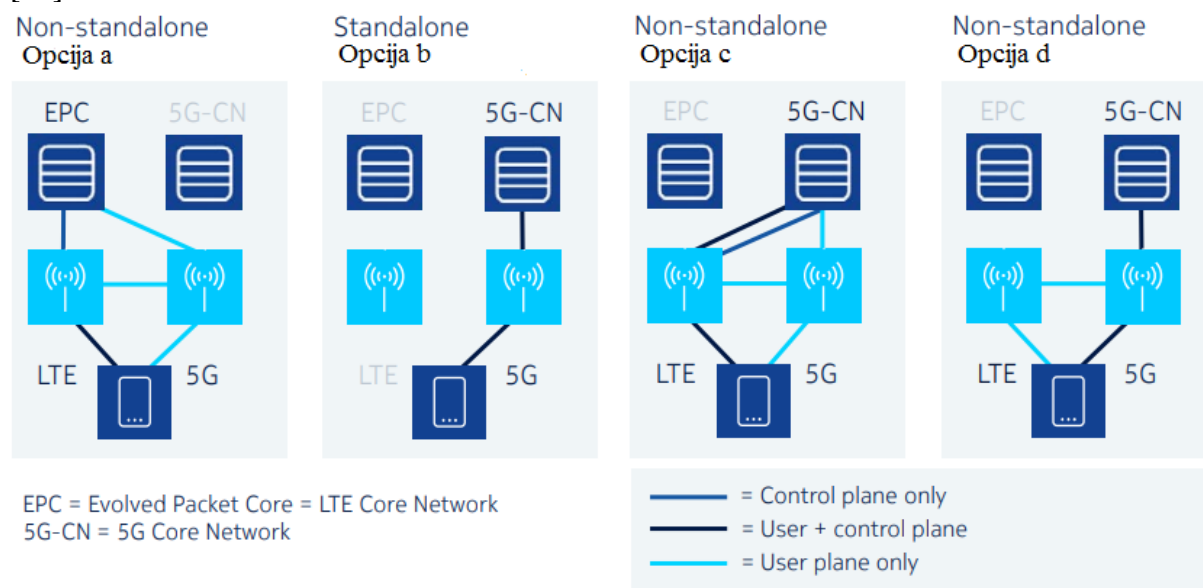 Non-standalone
Opcija a
EPC
5G-CN
LTE
5G
Standalone
Opcija b
EPC
5G-CN
LTE
5G
Non-standalone
Opcija c
EPC
5G-CN
LTE
5G
Non-standalone
Opcija d
EPC
5G-CN
LTE
5G
EPC = Evolved Packet Core = LTE Core Network
5G-CN = 5G Core Network
= Control plane only
= User + control plane
= User plane only